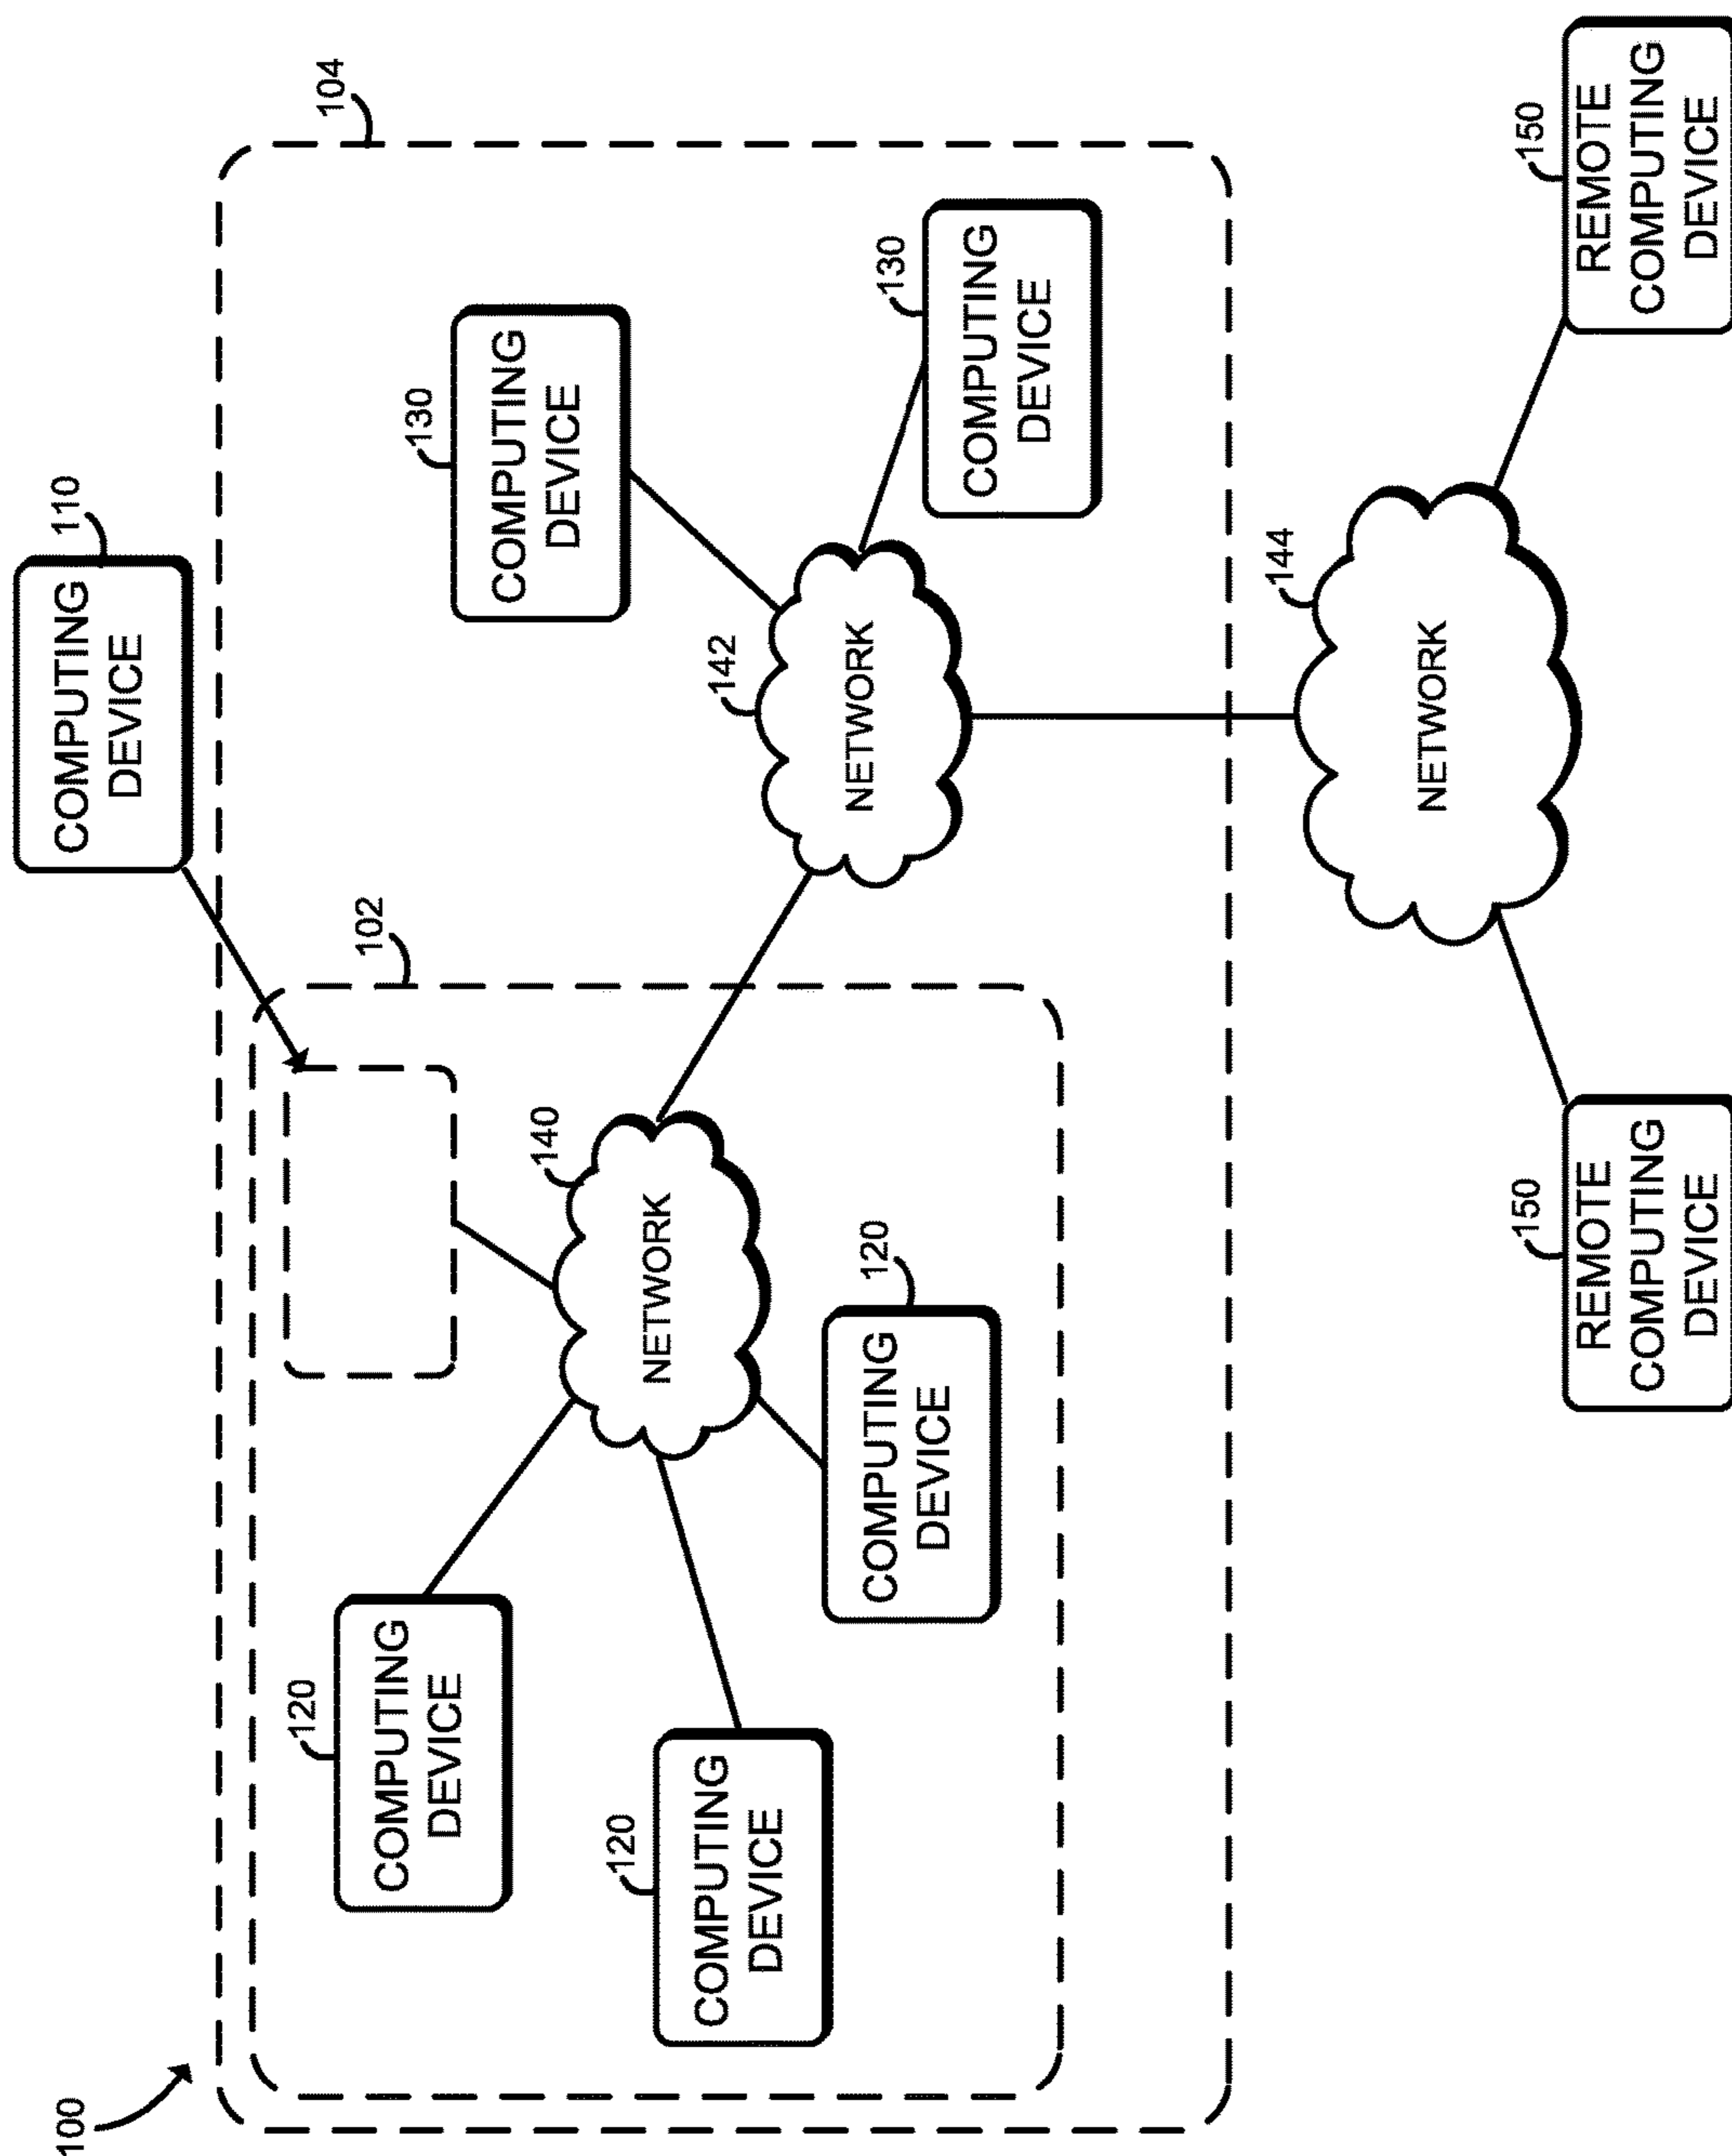 100
COMPUTING
DEVICE
110
104
102
120
COMPUTING
DEVICE
130
COMPUTING
DEVICE
140
NETWORK
120
COMPUTING
DEVICE
142
NETWORK
120
COMPUTING
DEVICE
130
COMPUTING
DEVICE
144
NETWORK
150
REMOTE
COMPUTING
DEVICE
150
REMOTE
COMPUTING
DEVICE